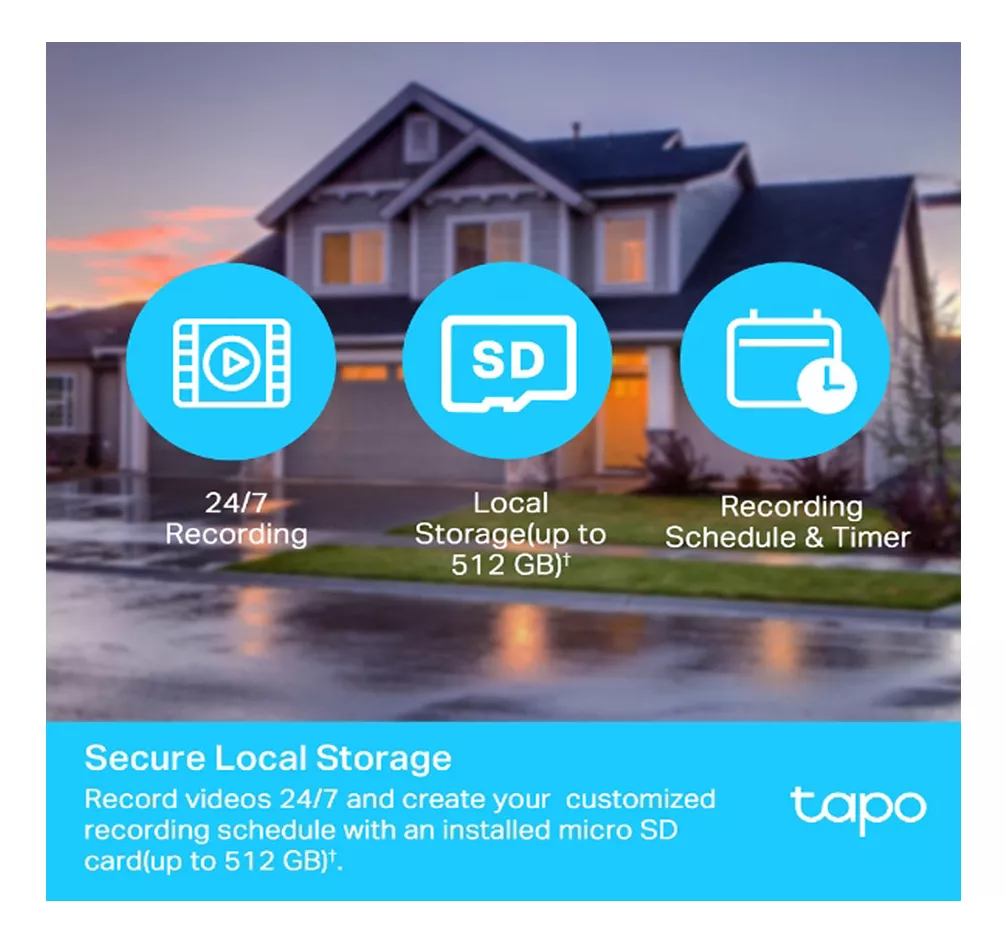 SD
24/7
Recording
Local
Storage(up to
512 GB)†
Recording
Schedule & Timer
Secure Local Storage
Record videos 24/7 and create your customized
recording schedule with an installed micro SD
card(up to 512 GB)†.
tapo